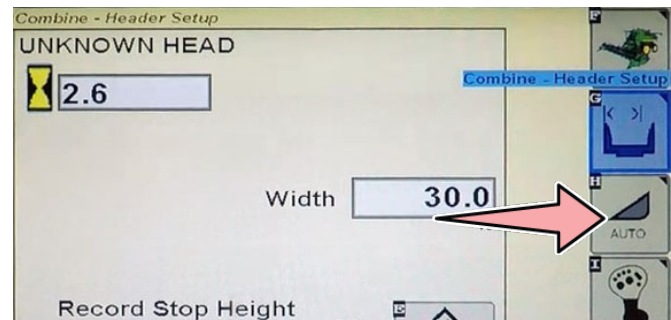 Combine - Header Setup
UNKNOWN HEAD
2.6
Width
30.0
Record Stop Height
E
F
Combine - Header Setup
G
H
AUTO
I